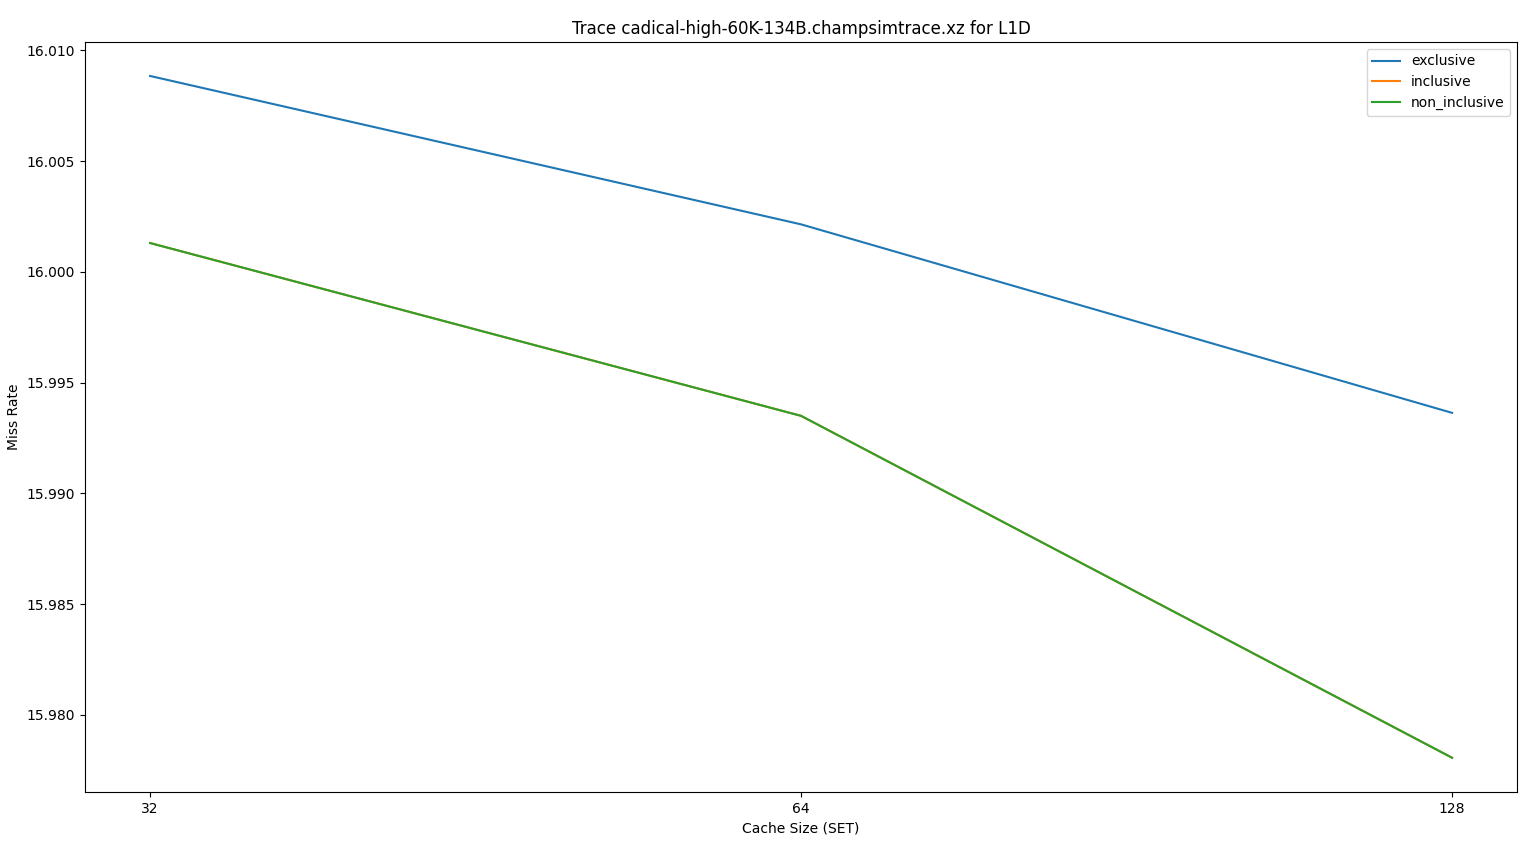 Trace cadical-high-60K-134B.champsimtrace.xz for L1D
exclusive
inclusive
non_inclusive
Miss Rate
16.010
16.005
16.000
15.995
15.990
15.985
15.980
32
64
128
Cache Size (SET)